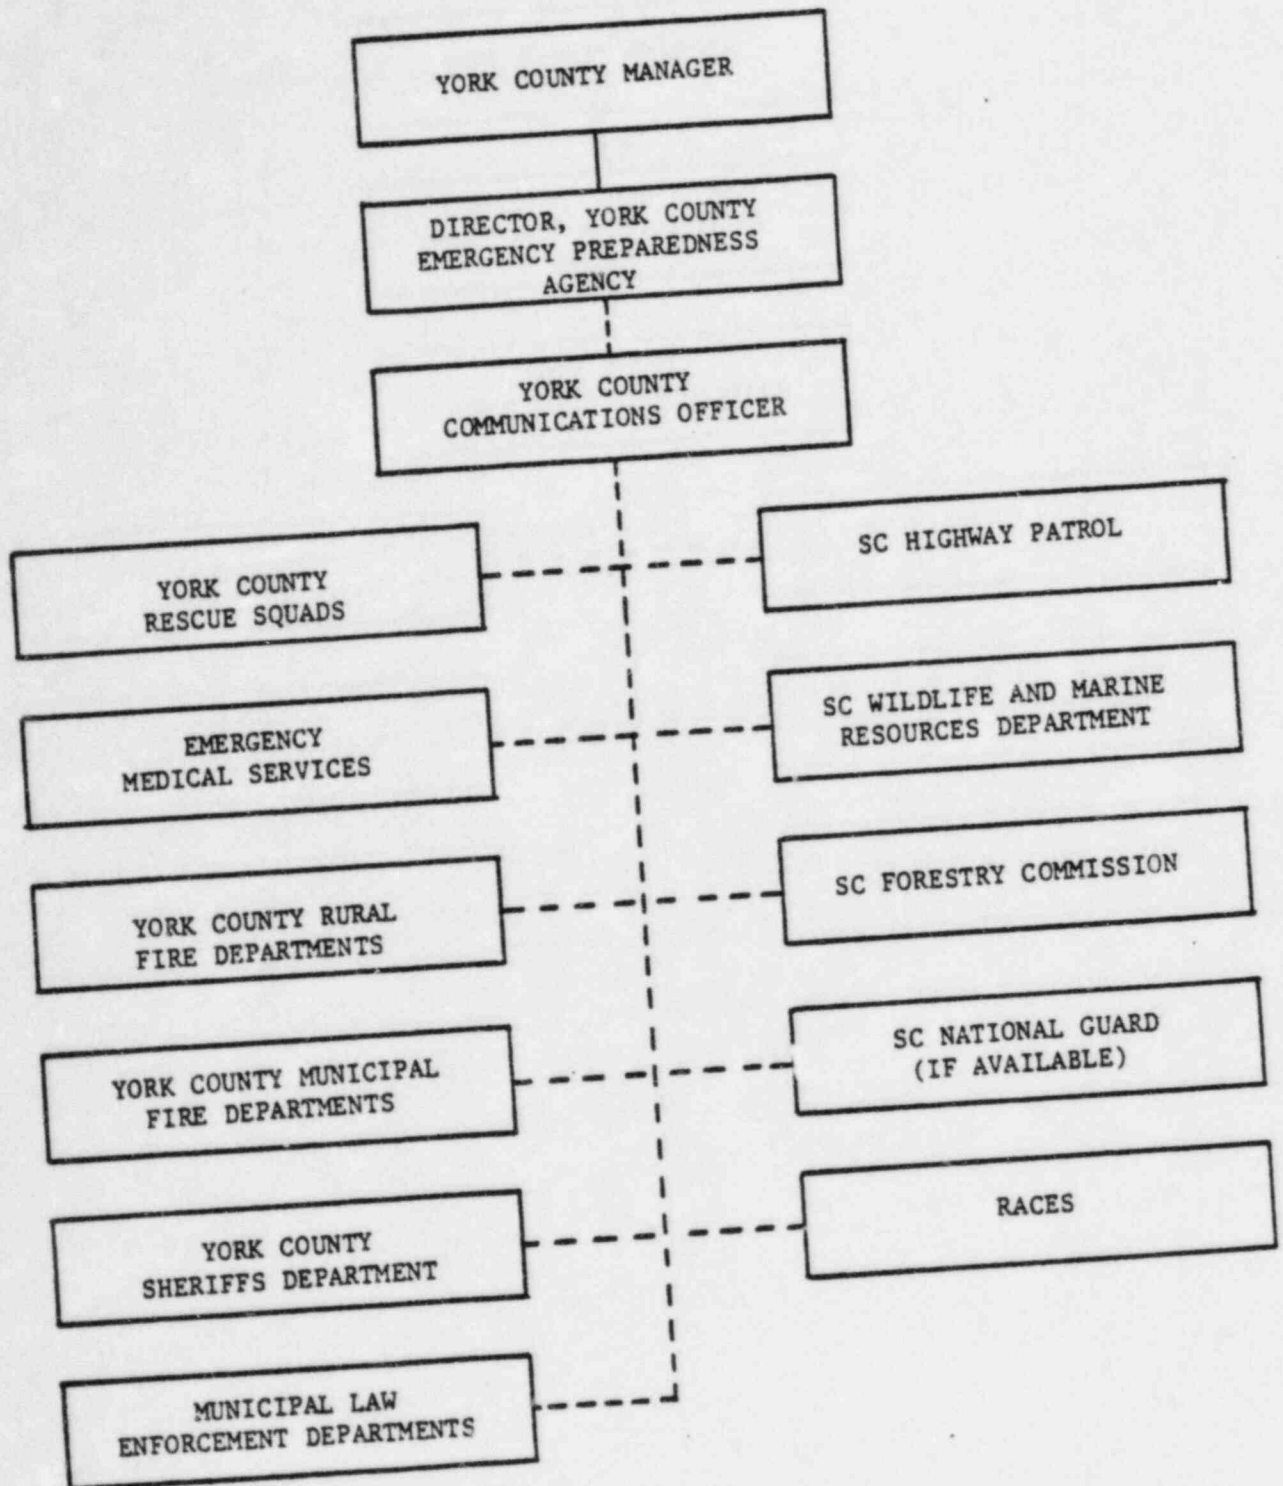 YORK COUNTY MANAGER
DIRECTOR, YORK COUNTY
EMERGENCY PREPAREDNESS
AGENCY
YORK COUNTY
COMMUNICATIONS OFFICER
YORK COUNTY
RESCUE SQUADS
SC HIGHWAY PATROL
EMERGENCY
MEDICAL SERVICES
SC WILDLIFE AND MARINE
RESOURCES DEPARTMENT
YORK COUNTY RURAL
FIRE DEPARTMENTS
SC FORESTRY COMMISSION
YORK COUNTY MUNICIPAL
FIRE DEPARTMENTS
SC NATIONAL GUARD
(IF AVAILABLE)
YORK COUNTY
SHERIFFS DEPARTMENT
RACES
MUNICIPAL LAW
ENFORCEMENT DEPARTMENTS